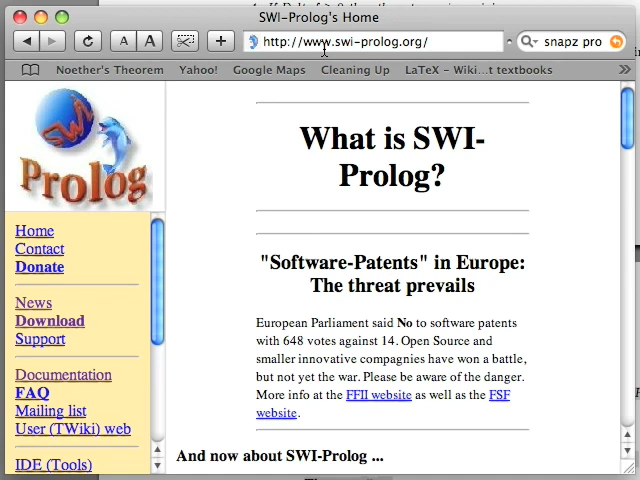 SWI-Prolog's Home
A A
http://www.swi-prolog.org/
snapz pro
Noether's Theorem Yahoo! Google Maps Cleaning Up LaTeX – Wiki...t textbooks
SWI
Prolog
Home
Contact
Donate
News
Download
Support
Documentation
FAQ
Mailing list
User (TWiki) web
IDE (Tools)
What is SWI-
Prolog?
"Software-Patents" in Europe:
The threat prevails
European Parliament said No to software patents
with 648 votes against 14. Open Source and
smaller innovative compagnies have won a battle,
but not yet the war. Please be aware of the danger.
More info at the FFII website as well as the FSF
website.
And now about SWI-Prolog ...